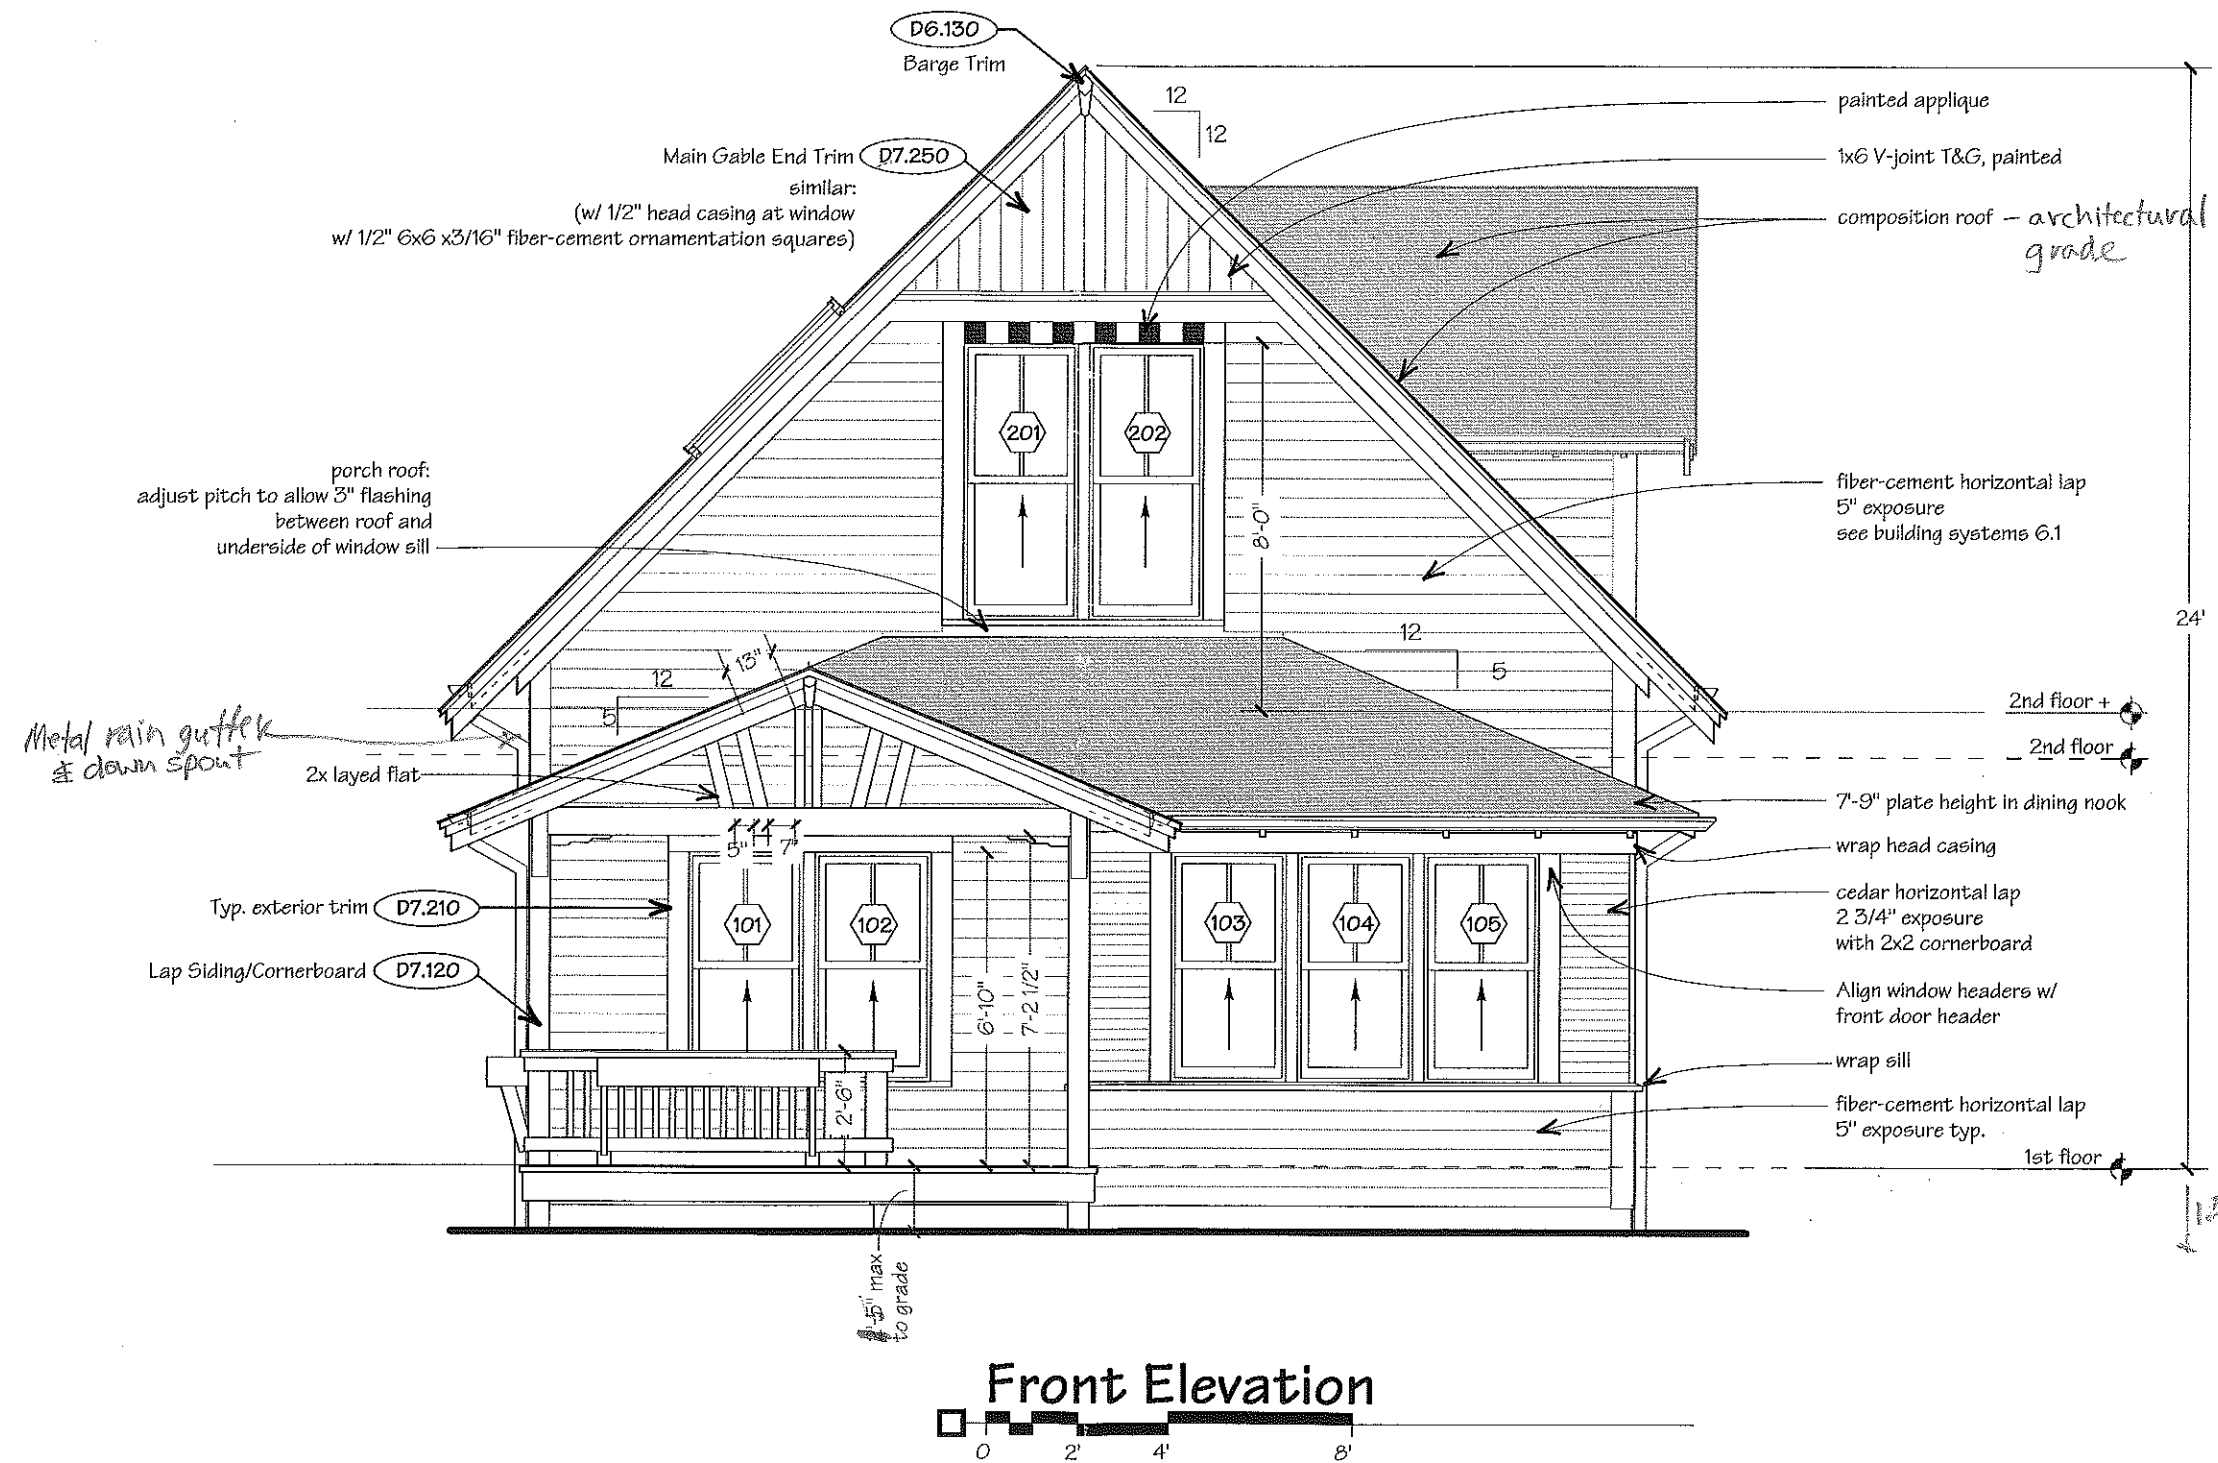 D6.130
Barge Trim
12
12
painted applique
Main Gable End Trim D7.250
similar:
(w/ 1/2" head casing at window
w/ 1/2" 6x6 x3/16" fiber-cement ornamentation squares)
1x6 V-joint T&G, painted
composition roof - architectural
grade
201
202
8'-0"
porch roof:
adjust pitch to allow 3" flashing
between roof and
underside of window sill
fiber-cement horizontal lap
5" exposure
see building systems 6.1
24'
12
5
13"
12
5
2nd floor +
2nd floor
Metal rain gutter
& down spout
2x layed flat
7'-9" plate height in dining nook
wrap head casing
5"
7"
cedar horizontal lap
2 3/4" exposure
with 2x2 cornerboard
Typ. exterior trim D7.210
101
102
103
104
105
Lap Siding/Cornerboard D7.120
6'-10"
7'-2 1/2"
Align window headers w/
front door header
wrap sill
2'-6"
fiber-cement horizontal lap
5" exposure typ.
1st floor
max
to grade
Front Elevation
0
2'
4'
8'